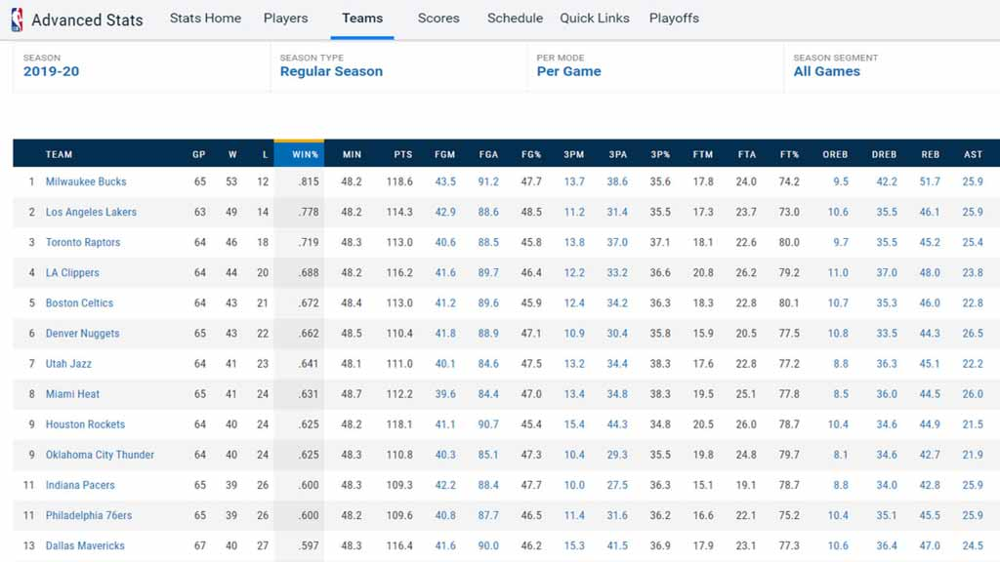 Advanced Stats Stats Home Players Teams Scores Schedule Quick Links Playoffs
SEASON SEASON TYPE PER MODE SEASON SEGMENT
2019-20 Regular Season Per Game All Games
TEAM GP W L WIN% MIN PTS FGM FGA FG% 3PM 3PA 3P% FTM FTA FT% OREB DREB REB AST
1 Milwaukee Bucks 65 53 12 .815 48.2 118.6 43.5 91.2 47.7 13.7 38.6 35.6 17.8 24.0 74.2 9.5 42.2 51.7 25.9
2 Los Angeles Lakers 63 49 14 .778 48.2 114.3 42.9 88.6 48.5 11.2 31.4 35.5 17.3 23.7 73.0 10.6 35.5 46.1 25.9
3 Toronto Raptors 64 46 18 .719 48.3 113.0 40.6 88.5 45.8 13.8 37.0 37.1 18.1 22.6 80.0 9.7 35.5 45.2 25.4
4 LA Clippers 64 44 20 .688 48.2 116.2 41.6 89.7 46.4 12.2 33.2 36.6 20.8 26.2 79.2 11.0 37.0 48.0 23.8
5 Boston Celtics 64 43 21 .672 48.4 113.0 41.2 89.6 45.9 12.4 34.2 36.3 18.3 22.8 80.1 10.7 35.3 46.0 22.8
6 Denver Nuggets 65 43 22 .662 48.5 110.4 41.8 88.9 47.1 10.9 30.4 35.8 15.9 20.5 77.5 10.8 33.5 44.3 26.5
7 Utah Jazz 64 41 23 .641 48.1 111.0 40.1 84.6 47.5 13.2 34.4 38.3 17.6 22.8 77.2 8.8 36.3 45.1 22.2
8 Miami Heat 65 41 24 .631 48.7 112.2 39.6 84.4 47.0 13.4 34.8 38.3 19.5 25.1 77.8 8.5 36.0 44.5 26.0
9 Houston Rockets 64 40 24 .625 48.2 118.1 41.1 90.7 45.4 15.4 44.3 34.8 20.5 26.0 78.7 10.4 34.6 44.9 21.5
9 Oklahoma City Thunder 64 40 24 .625 48.3 110.8 40.3 85.1 47.3 10.4 29.3 35.5 19.8 24.8 79.7 8.1 34.6 42.7 21.9
11 Indiana Pacers 65 39 26 .600 48.3 109.3 42.2 88.4 47.7 10.0 27.5 36.3 15.1 19.1 78.7 8.8 34.0 42.8 25.9
11 Philadelphia 76ers 65 39 26 .600 48.2 109.6 40.8 87.7 46.5 11.4 31.6 36.2 16.6 22.1 75.2 10.4 35.1 45.5 25.9
13 Dallas Mavericks 67 40 27 .597 48.3 116.4 41.6 90.0 46.2 15.3 41.5 36.9 17.9 23.1 77.3 10.6 36.4 47.0 24.5